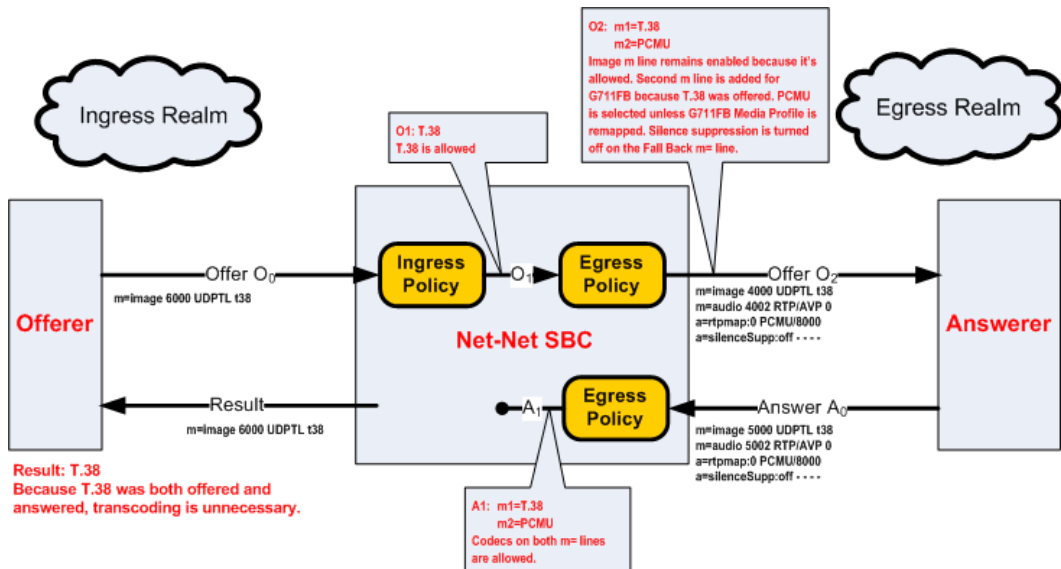 O2: m1=T.38
m2=PCMU
Image m line remains enabled because it's
allowed. Second m line is added for
G711FB because T.38 was offered. PCMU
is selected unless G711FB Media Profile is
remapped. Silence suppression is turned
off on the Fall Back m= line.
Ingress Realm
Egress Realm
O1: T.38
T.38 is allowed
Offerer
Offer O0
m=image 6000 UDPTL t38
Ingress
Policy
O1
Egress
Policy
Offer O2
m=image 4000 UDPTL t38
m=audio 4002 RTP/AVP 0
a=rtpmap:0 PCMU/8000
a=silenceSupp:off - - - -
Answerer
Net-Net SBC
Result
m=image 6000 UDPTL t38
A1
Egress
Policy
Answer A0
m=image 5000 UDPTL t38
m=audio 5002 RTP/AVP 0
a=rtpmap:0 PCMU/8000
a=silenceSupp:off - - - -
Result: T.38
Because T.38 was both offered and
answered, transcoding is unnecessary.
A1: m1=T.38
m2=PCMU
Codecs on both m= lines
are allowed.